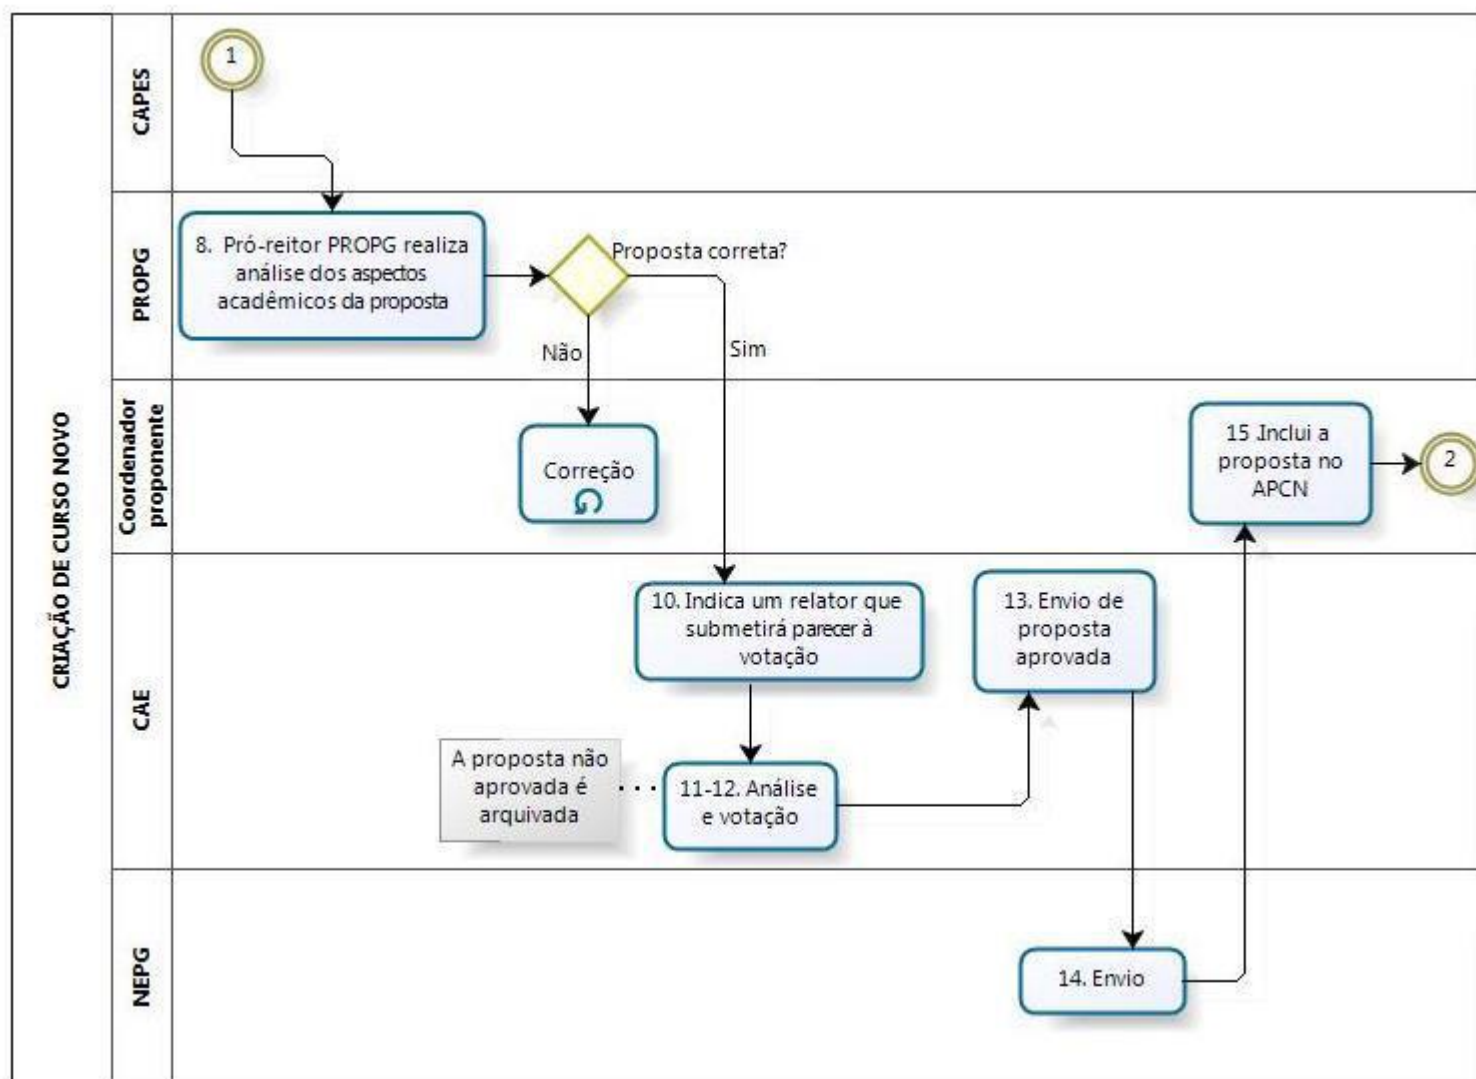 CRIAÇÃO DE CURSO NOVO
CAPES
1
PROPG
8. Pró-reitor PROPG realiza
análise dos aspectos
acadêmicos da proposta
Proposta correta?
Não
Sim
Coordenador
proponente
Correção
15 .Inclui a
proposta no
APCN
2
CAE
10. Indica um relator que
submetirá parecer à
votação
13. Envio de
proposta
aprovada
A proposta não
aprovada é
arquivada
11-12. Análise
e votação
NEPG
14. Envio